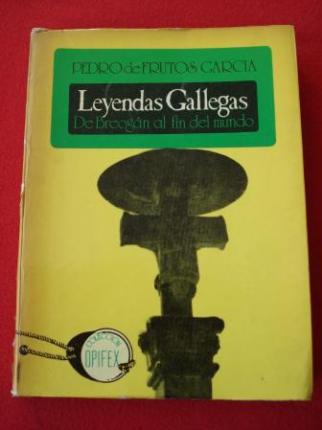 PEDRO de FRUTOS GARCIA
Leyendas Gallegas
De Breogán al fin del mundo
COLECCION
OPIFEX